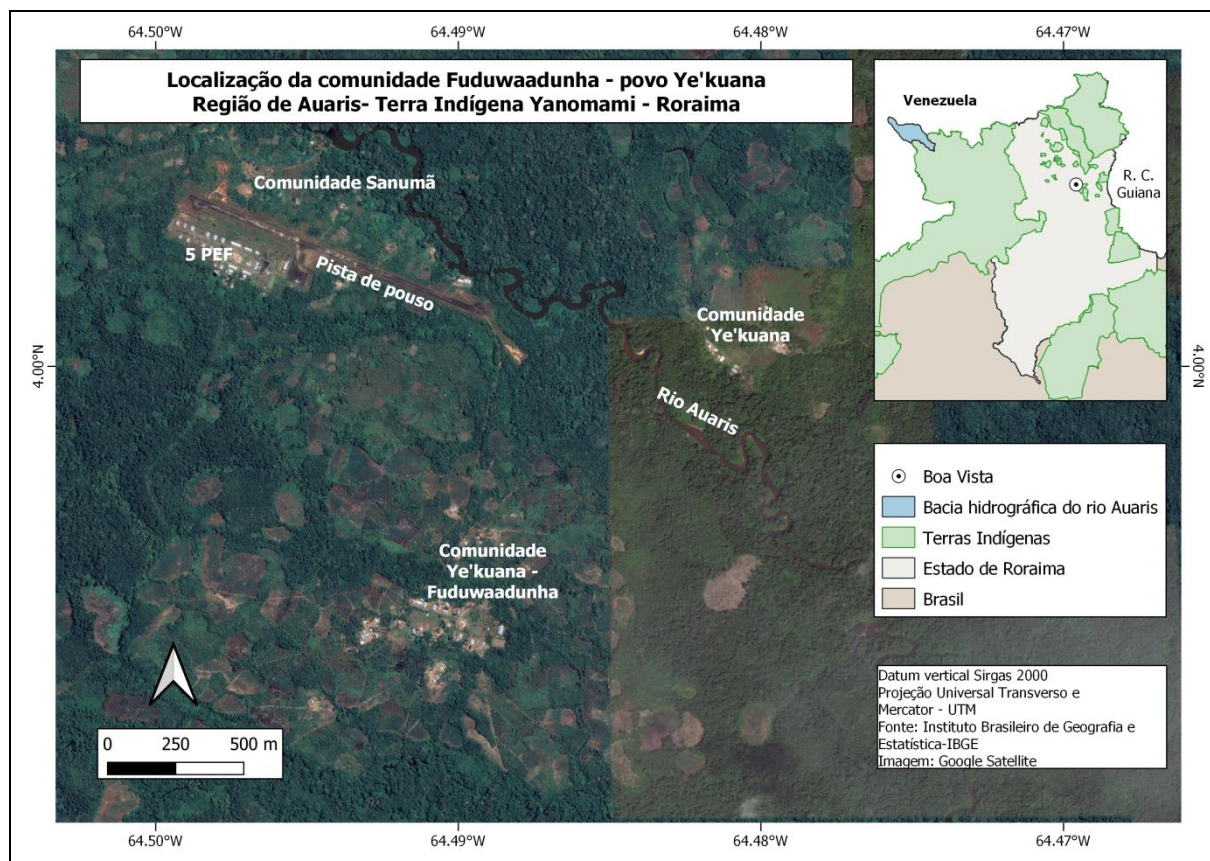 64.50°W
64.49°W
64.48°W
64.47°W
Localização da comunidade Fuduwaadunha - povo Ye'kuana
Região de Auaris- Terra Indígena Yanomami - Roraima
Venezuela
R. C.
Guiana
Comunidade Sanumã
5 PEF
Pista de pouso
Comunidade
Ye'kuana
4.00°N
4.00°N
Rio Auaris
Comunidade
Ye'kuana -
Fuduwaadunha
Boa Vista
Bacia hidrográfica do rio Auaris
Terras Indígenas
Estado de Roraima
Brasil
Datum vertical Sirgas 2000
Projeção Universal Transverso e
Mercator - UTM
Fonte: Instituto Brasileiro de Geografia e
Estatística-IBGE
Imagem: Google Satellite
0 250 500 m
64.50°W
64.49°W
64.48°W
64.47°W